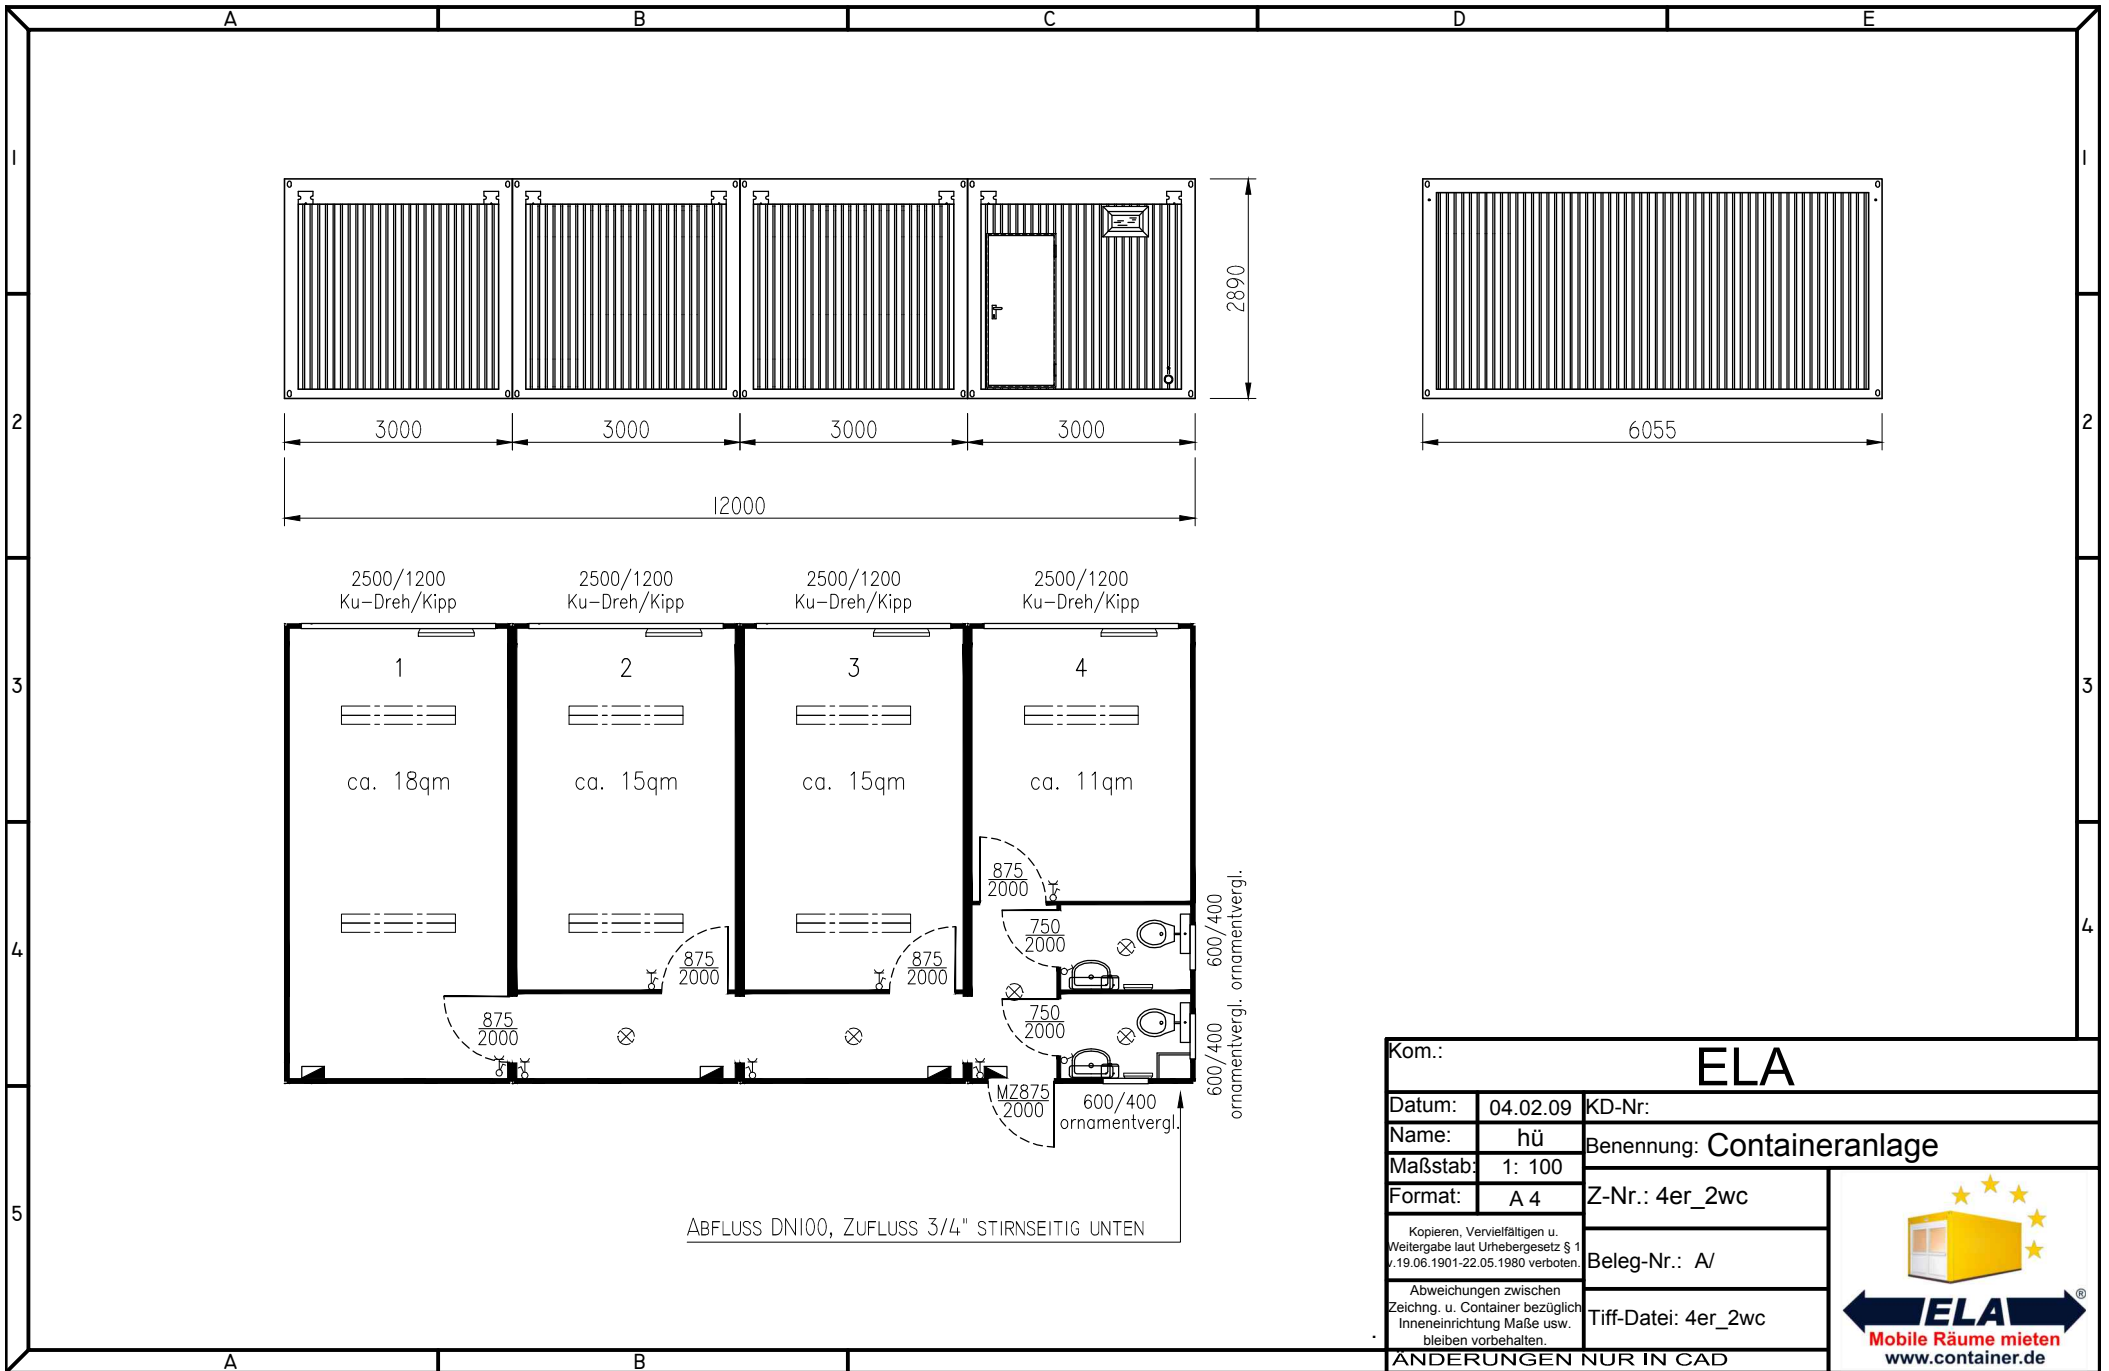 A B C D E
1 1
2890
3000 3000 3000 3000
6055
2 2
12000
2500/1200 2500/1200 2500/1200 2500/1200
Ku-Dreh/Kipp Ku-Dreh/Kipp Ku-Dreh/Kipp Ku-Dreh/Kipp
1 2 3 4
3 3
ca. 18qm ca. 15qm ca. 15qm ca. 11qm
875
2000
600/400
ornamentvergl.
750
2000
4 4
875
2000
875
2000
875
2000
750
2000
600/400
ornamentvergl.
MZ875
2000
600/400
ornamentvergl.
5
ABFLUSS DN100, ZUFLUSS 3/4" STIRNSEITIG UNTEN
Kom.: ELA
Datum: 04.02.09 KD-Nr:
Name: hü
Benennung: Containeranlage
Maßstab: 1: 100
Format: A 4
Z-Nr.: 4er_2wc
Kopieren, Vervielfältigen u.
Weitergabe laut Urhebergesetz § 1
v.19.06.1901-22.05.1980 verboten.
Beleg-Nr.: A/
Abweichungen zwischen
Zeichng. u. Container bezüglich
Inneneinrichtung Maße usw.
bleiben vorbehalten.
Tiff-Datei: 4er_2wc
ELA®
Mobile Räume mieten
www.container.de
ÄNDERUNGEN NUR IN CAD
A B